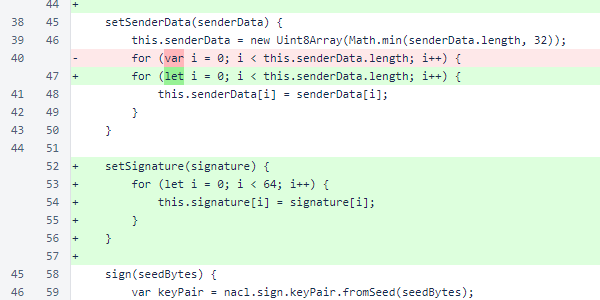 44 +
38 45 setSenderData(senderData) {
39 46 this.senderData = new Uint8Array(Math.min(senderData.length, 32));
40 - for (var i = 0; i < this.senderData.length; i++) {
47 + for (let i = 0; i < this.senderData.length; i++) {
41 48 this.senderData[i] = senderData[i];
42 49 }
43 50 }
44 51
52 + setSignature(signature) {
53 + for (let i = 0; i < 64; i++) {
54 + this.signature[i] = signature[i];
55 + }
56 + }
57 +
45 58 sign(seedBytes) {
46 59 var keyPair = nacl.sign.keyPair.fromSeed(seedBytes);